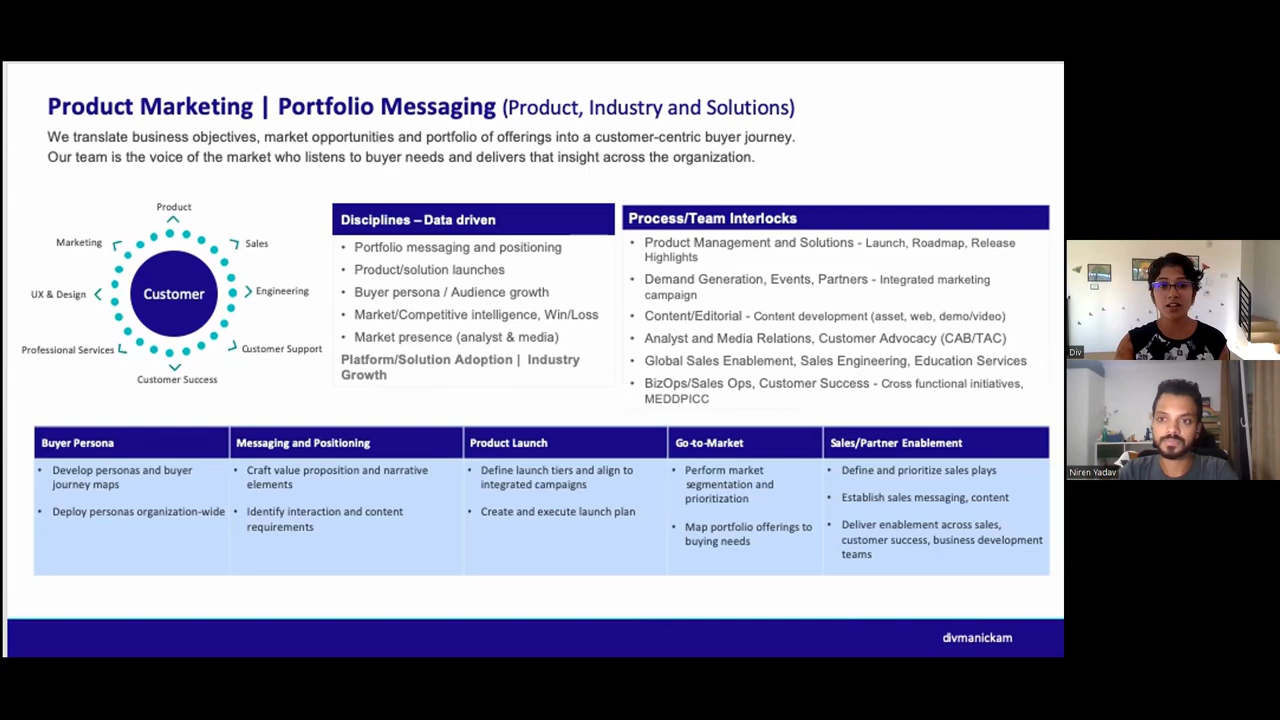 Product Marketing | Portfolio Messaging (Product, Industry and Solutions)
We translate business objectives, market opportunities and portfolio of offerings into a customer-centric buyer journey.
Our team is the voice of the market who listens to buyer needs and delivers that insight across the organization.
Product
Marketing
Sales
UX & Design
Customer
Engineering
Professional Services
Customer Support
Customer Success
Disciplines – Data driven
• Portfolio messaging and positioning
• Product/solution launches
• Buyer persona / Audience growth
• Market/Competitive intelligence, Win/Loss
• Market presence (analyst & media)
Platform/Solution Adoption | Industry
Growth
Process/Team Interlocks
• Product Management and Solutions - Launch, Roadmap, Release
Highlights
• Demand Generation, Events, Partners - Integrated marketing
campaign
• Content/Editorial - Content development (asset, web, demo/video)
• Analyst and Media Relations, Customer Advocacy (CAB/TAC)
• Global Sales Enablement, Sales Engineering, Education Services
• BizOps/Sales Ops, Customer Success - Cross functional initiatives,
MEDDPICC
Buyer Persona
• Develop personas and buyer
journey maps
• Deploy personas organization-wide
Messaging and Positioning
• Craft value proposition and narrative
elements
• Identify interaction and content
requirements
Product Launch
• Define launch tiers and align to
integrated campaigns
• Create and execute launch plan
Go-to-Market
• Perform market
segmentation and
prioritization
• Map portfolio offerings to
buying needs
Sales/Partner Enablement
• Define and prioritize sales plays
• Establish sales messaging, content
• Deliver enablement across sales,
customer success, business development
teams
divmanickam
Div
Niren Yadav